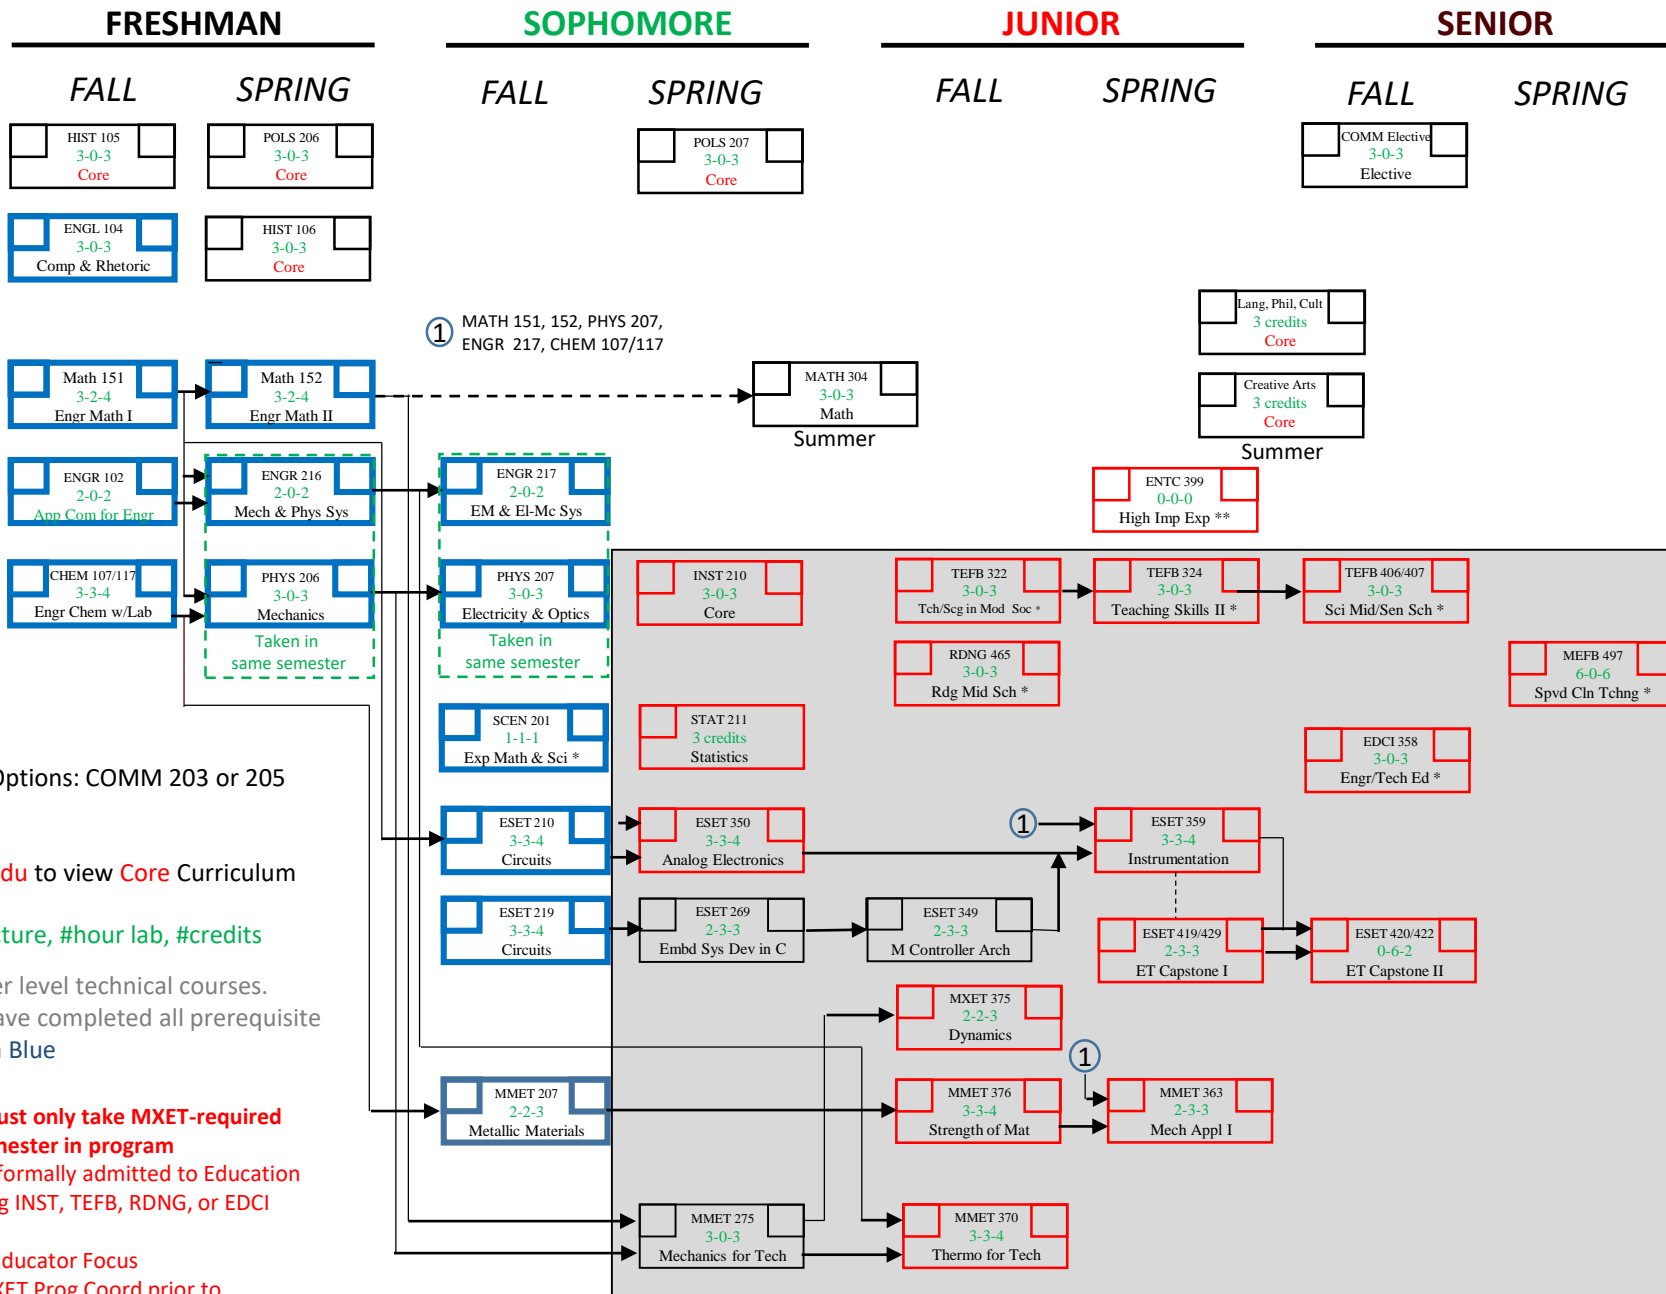 FRESHMAN
SOPHOMORE
JUNIOR
SENIOR
FALL
SPRING
FALL
SPRING
FALL
SPRING
FALL
SPRING
HIST 105
3-0-3
Core
POLS 206
3-0-3
Core
POLS 207
3-0-3
Core
COMM Elective
3-0-3
Elective
ENGL 104
3-0-3
Comp & Rhetoric
HIST 106
3-0-3
Core
1
MATH 151, 152, PHYS 207,
ENGR 217, CHEM 107/117
Lang, Phil, Cult
3 credits
Core
Math 151
3-2-4
Engr Math I
Math 152
3-2-4
Engr Math II
MATH 304
3-0-3
Math
Summer
Creative Arts
3 credits
Core
Summer
ENGR 102
2-0-2
App Com for Engr
ENGR 216
2-0-2
Mech & Phys Sys
ENGR 217
2-0-2
EM & El-Mc Sys
ENTC 399
0-0-0
High Imp Exp **
CHEM 107/117
3-3-4
Engr Chem w/Lab
PHYS 206
3-0-3
Mechanics
Taken in
same semester
PHYS 207
3-0-3
Electricity & Optics
Taken in
same semester
INST 210
3-0-3
Core
TEFB 322
3-0-3
Tch/Scg in Mod Soc *
TEFB 324
3-0-3
Teaching Skills II *
TEFB 406/407
3-0-3
Sci Mid/Sen Sch *
RDNG 465
3-0-3
Rdg Mid Sch *
MEFB 497
6-0-6
Spvd Cln Tchng *
SCEN 201
1-1-1
Exp Math & Sci *
STAT 211
3 credits
Statistics
EDCI 358
3-0-3
Engr/Tech Ed *
Options: COMM 203 or 205
ESET 210
3-3-4
Circuits
ESET 350
3-3-4
Analog Electronics
1
ESET 359
3-3-4
Instrumentation
du to view Core Curriculum
ESET 219
3-3-4
Circuits
ESET 269
2-3-3
Embd Sys Dev in C
ESET 349
2-3-3
M Controller Arch
ESET 419/429
2-3-3
ET Capstone I
ESET 420/422
0-6-2
ET Capstone II
cture, #hour lab, #credits
er level technical courses.
ave completed all prerequisite
n Blue
MXET 375
2-2-3
Dynamics
1
MMET 207
2-2-3
Metallic Materials
MMET 376
3-3-4
Strength of Mat
MMET 363
2-3-3
Mech Appl I
ust only take MXET-required
mester in program
formally admitted to Education
g INST, TEFB, RDNG, or EDCI
MMET 275
3-0-3
Mechanics for Tech
MMET 370
3-3-4
Thermo for Tech
Educator Focus
XET Prog Coord prior to